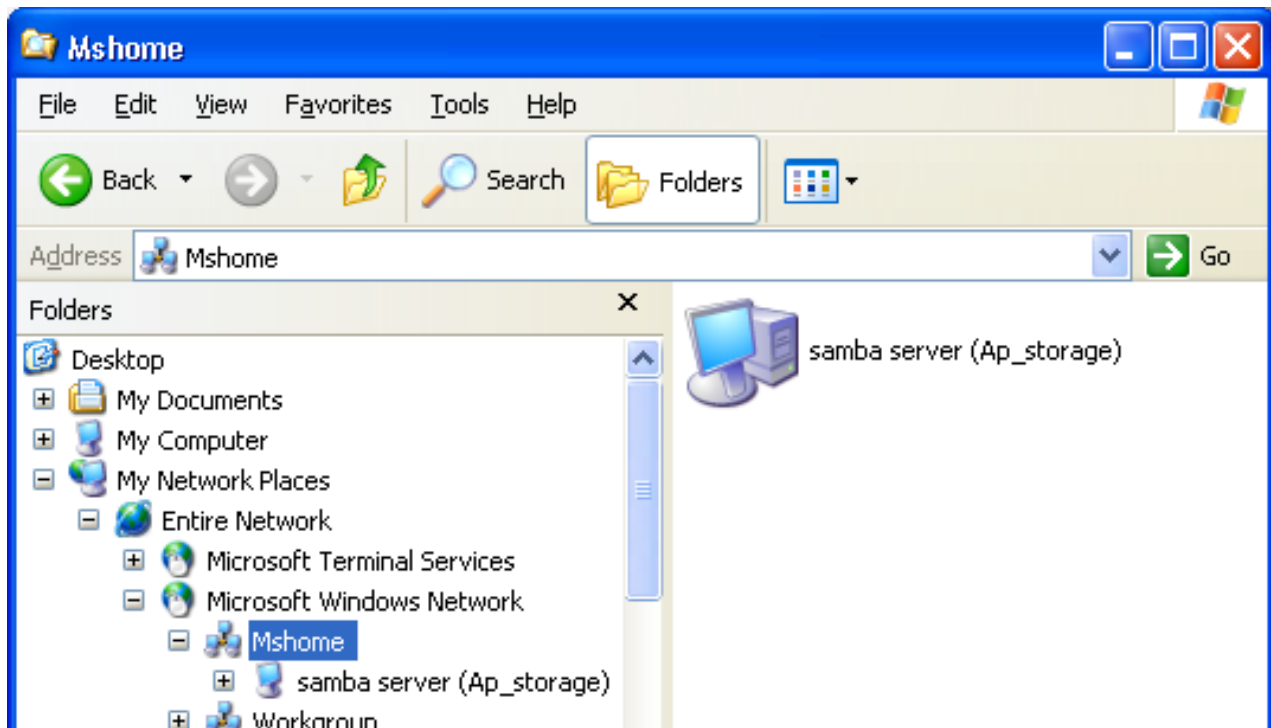 Mshome
File Edit View Favorites Tools Help
Back Search Folders
Address Mshome Go
Folders
samba server (Ap_storage)
Desktop
My Documents
My Computer
My Network Places
Entire Network
Microsoft Terminal Services
Microsoft Windows Network
Mshome
samba server (Ap_storage)
Workgroup